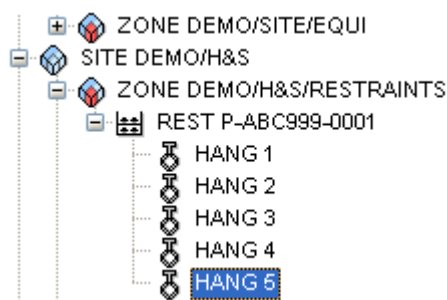 ZONE DEMO/SITE/EQUI
SITE DEMO/H&S
ZONE DEMO/H&S/RESTRAINTS
REST P-ABC999-0001
HANG 1
HANG 2
HANG 3
HANG 4
HANG 5